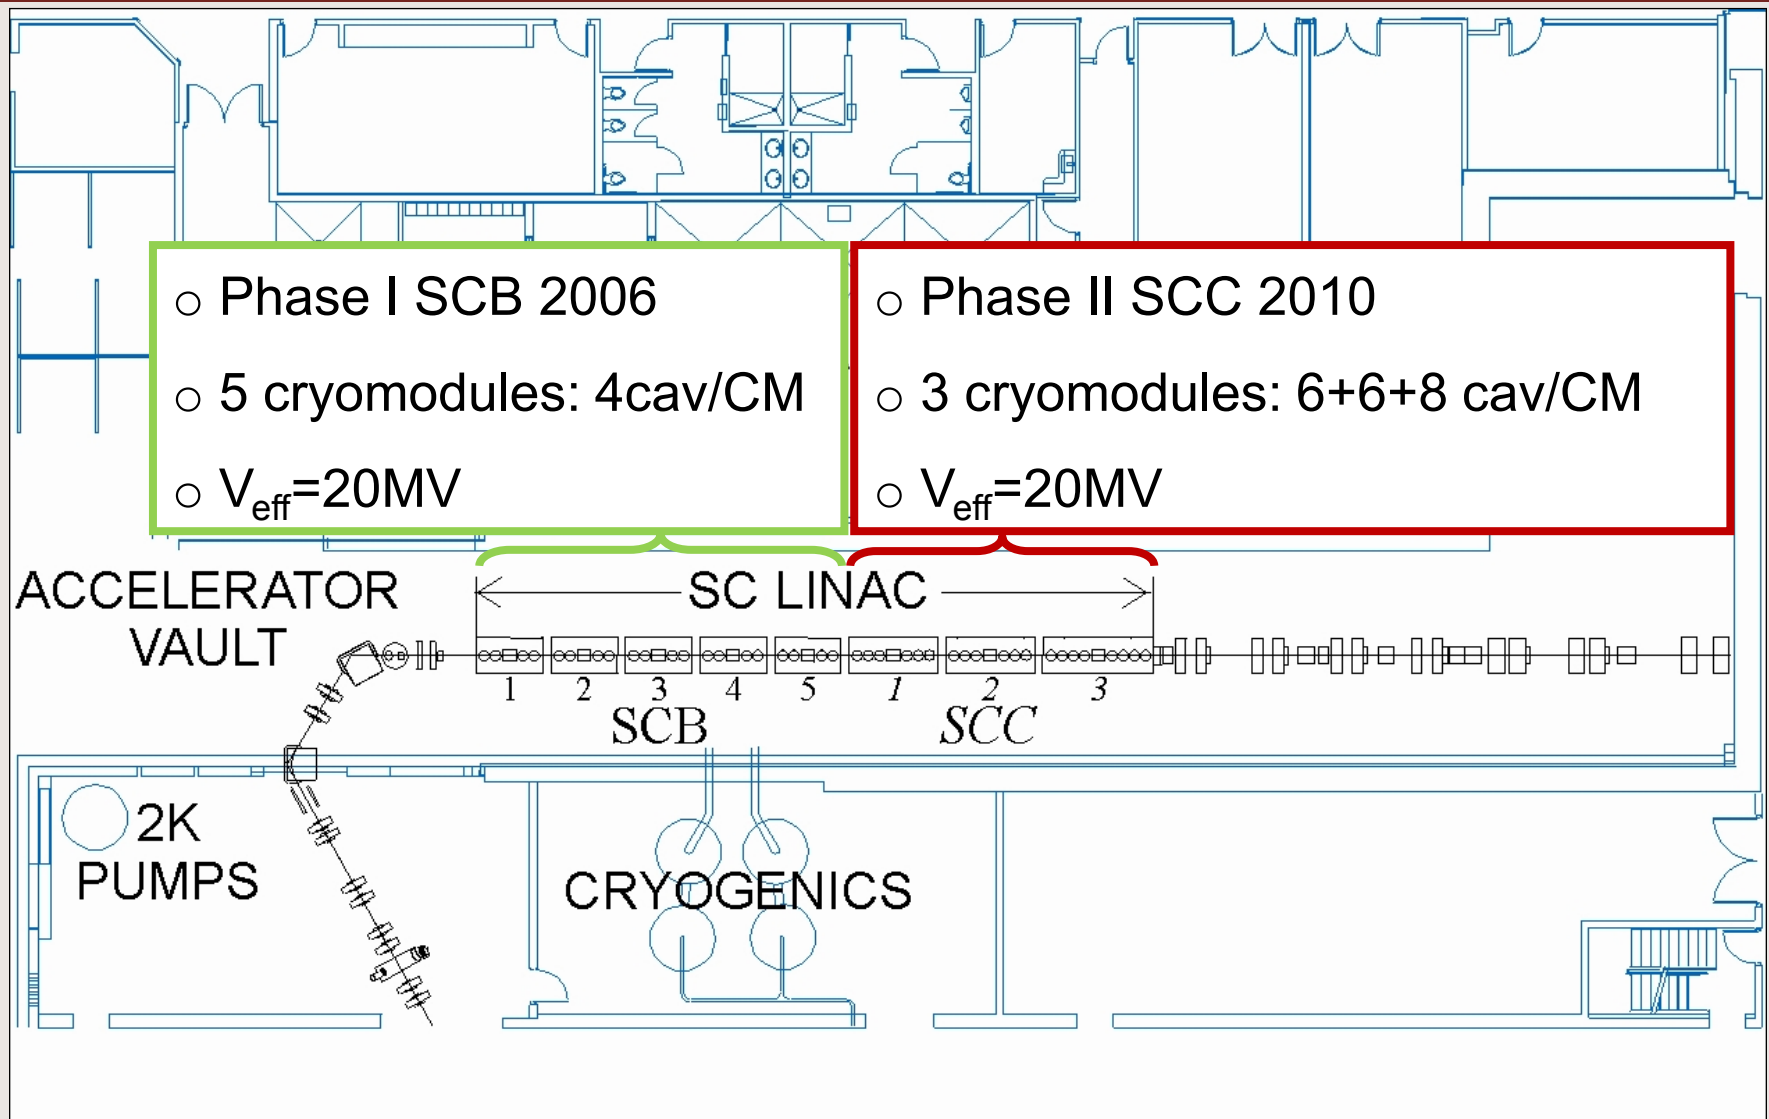 ○ Phase I SCB 2006
○ 5 cryomodules: 4cav/CM
○ Veff=20MV
○ Phase II SCC 2010
○ 3 cryomodules: 6+6+8 cav/CM
○ Veff=20MV
ACCELERATOR
VAULT
SC LINAC
1 2 3 4 5 1 2 3
SCB SCC
2K
PUMPS
CRYOGENICS